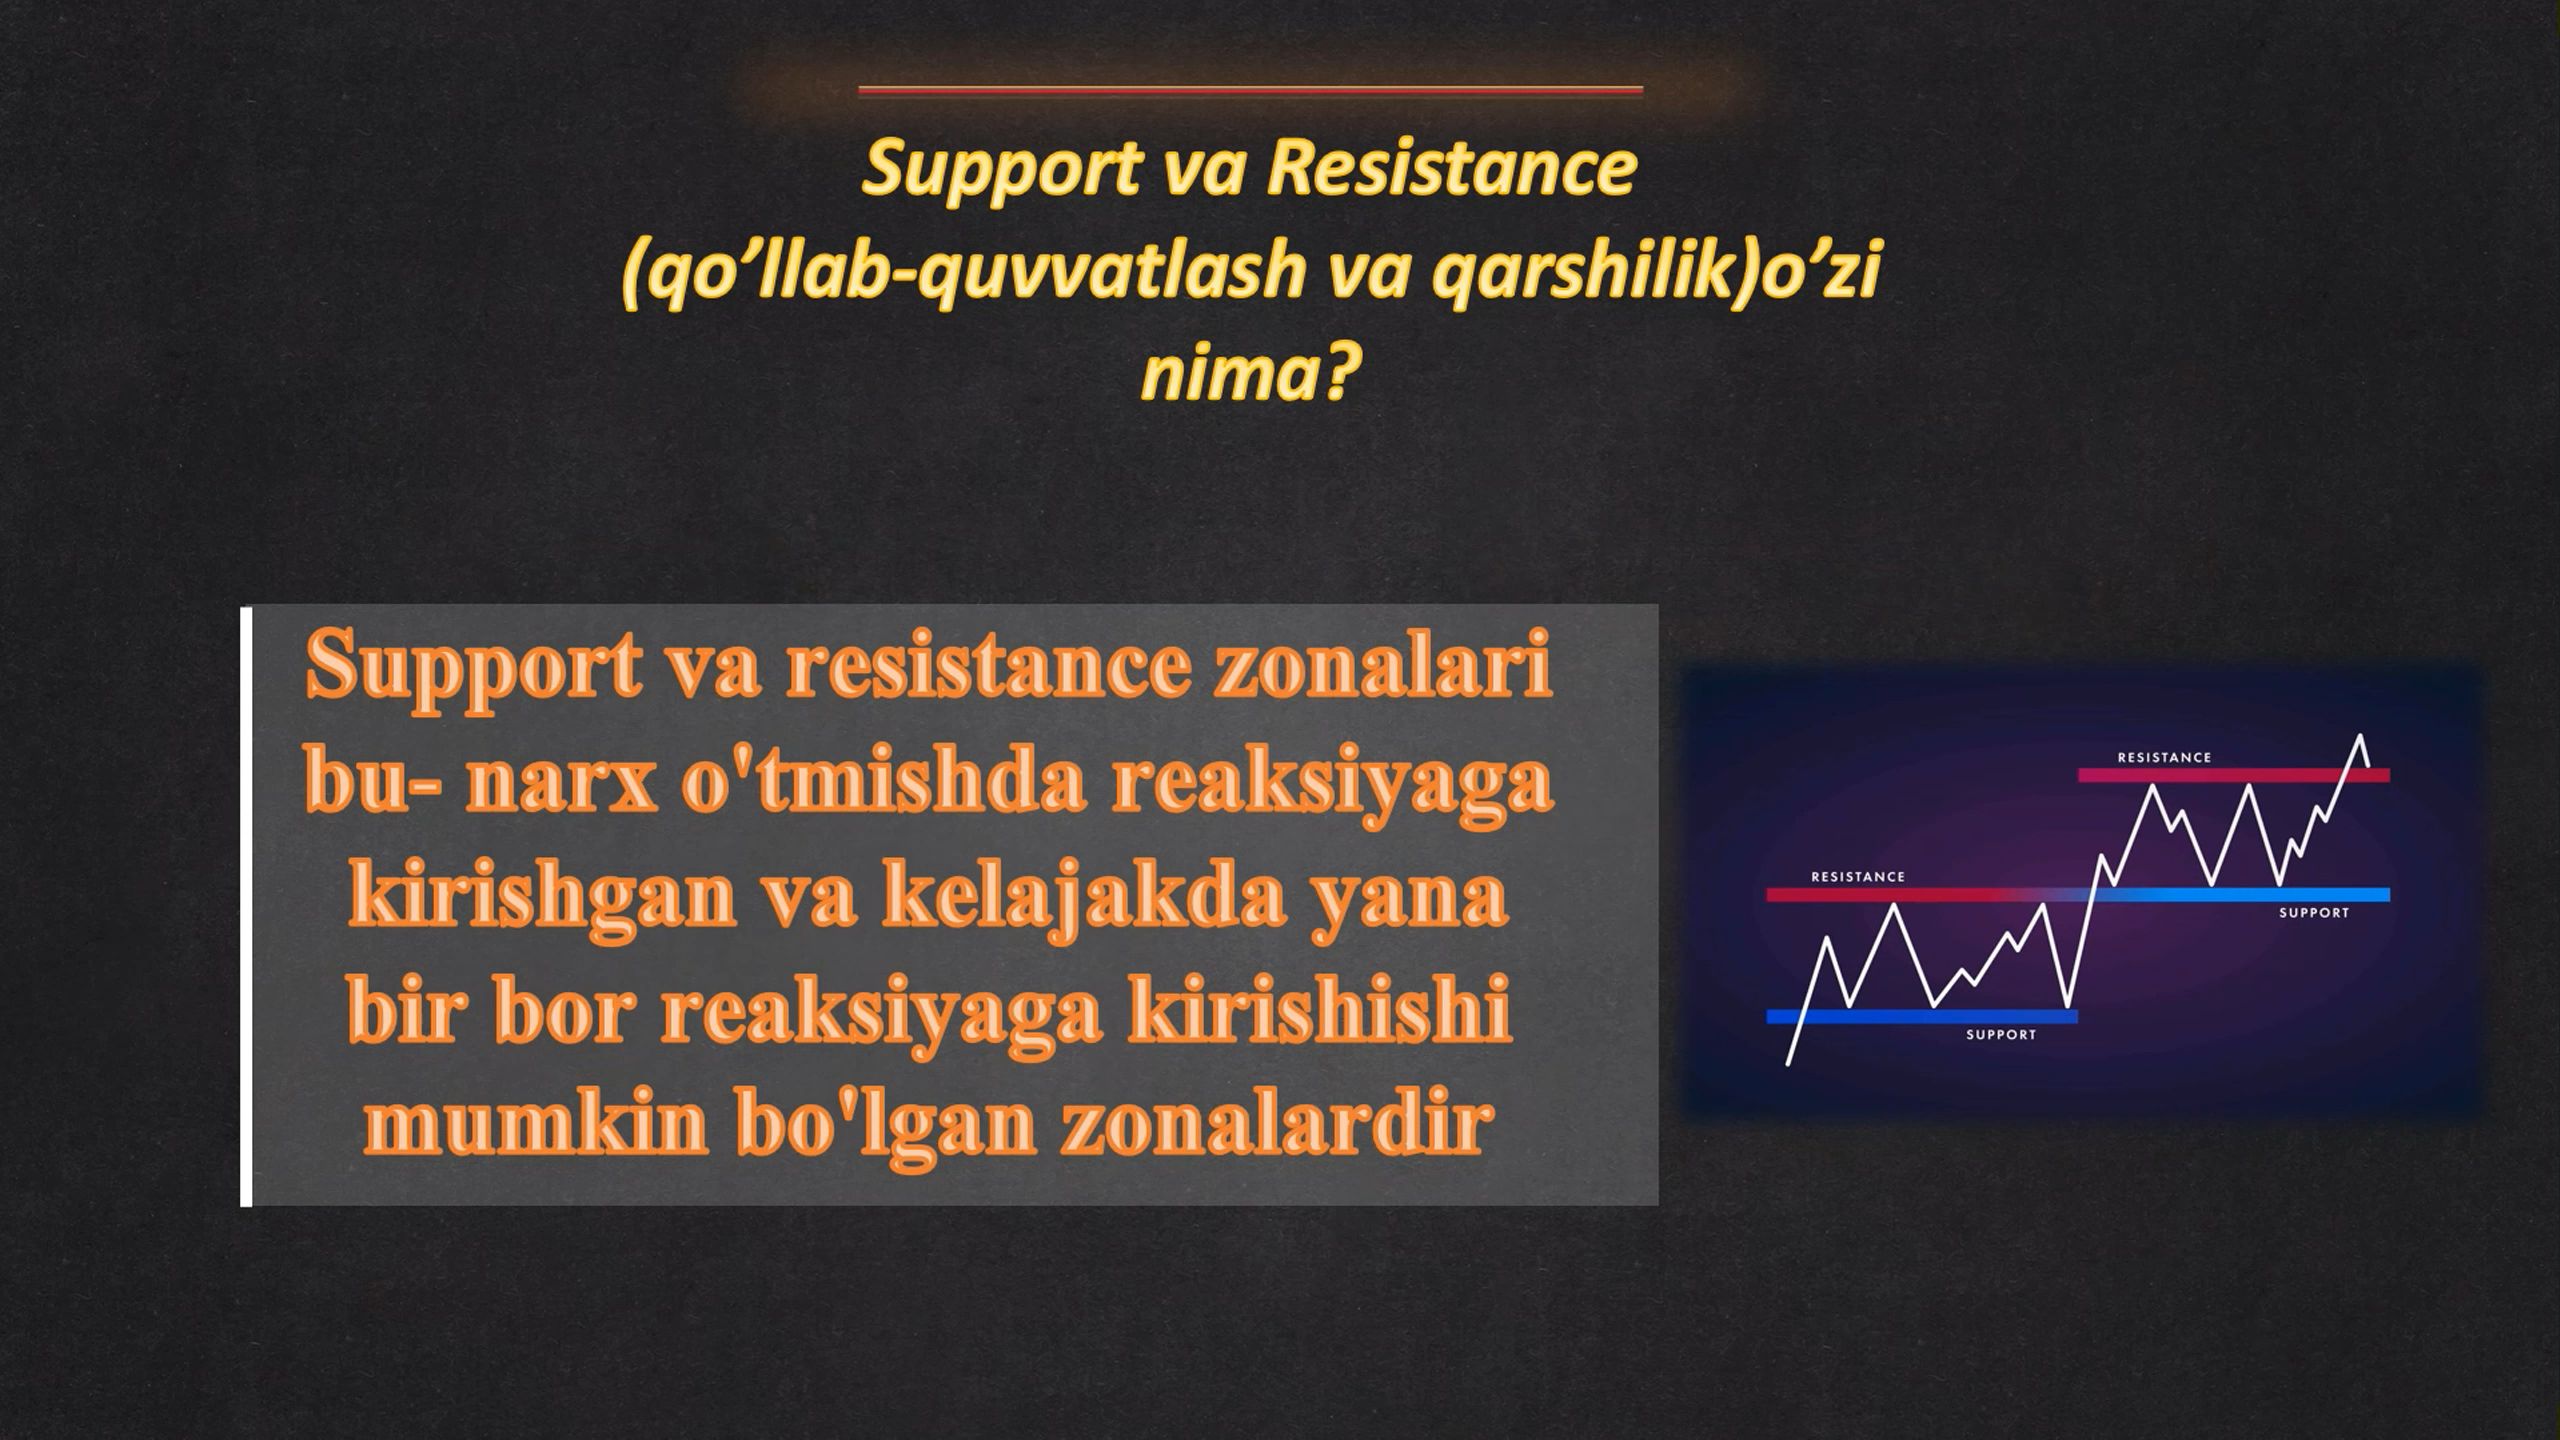 Support va Resistance
(qo’llab-quvvatlash va qarshilik)o’zi
nima?
Support va resistance zonalari
bu- narx o'tmishda reaksiyaga
kirishgan va kelajakda yana
bir bor reaksiyaga kirishishi
mumkin bo'lgan zonalardir
RESISTANCE
RESISTANCE
SUPPORT
SUPPORT